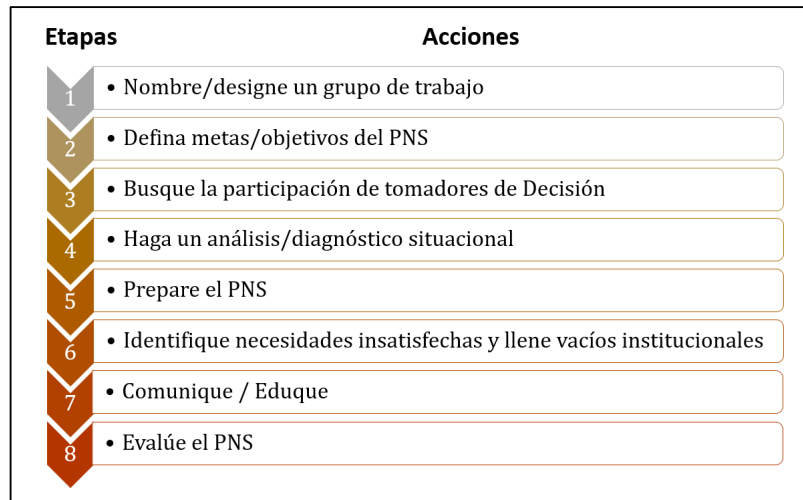 Etapas Acciones
1 • Nombre/designe un grupo de trabajo
2 • Defina metas/objetivos del PNS
3 • Busque la participación de tomadores de Decisión
4 • Haga un análisis/diagnóstico situacional
5 • Prepare el PNS
6 • Identifique necesidades insatisfechas y llene vacíos institucionales
7 • Comunique / Eduque
8 • Evalúe el PNS